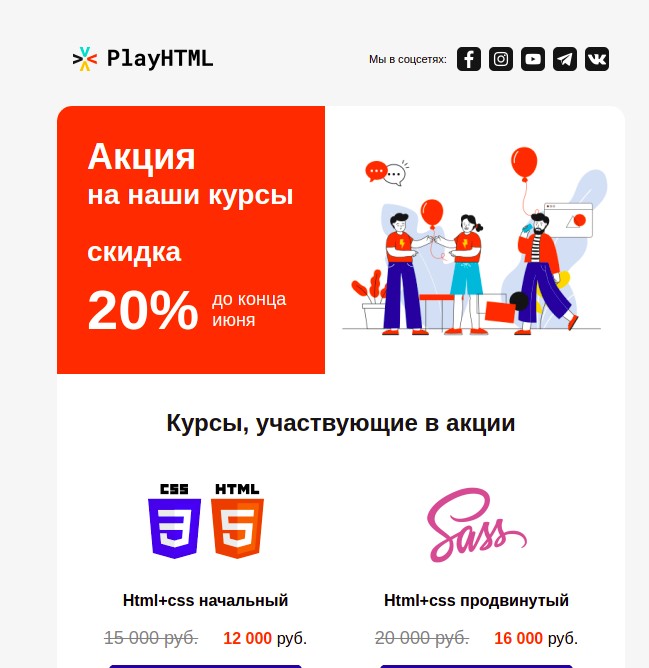 PlayHTML
Мы в соцсетях:
Акция
на наши курсы
скидка
20% до конца
июня
Курсы, участвующие в акции
CSS HTML
Sass
Html+css начальный
Html+css продвинутый
15 000 руб. 12 000 руб.
20 000 руб. 16 000 руб.